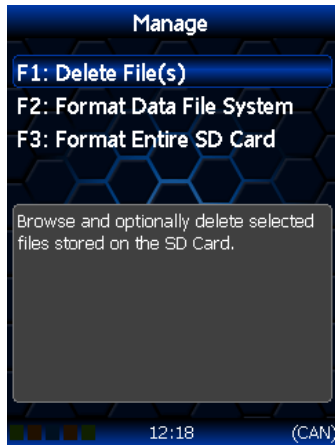 Manage
F1: Delete File(s)
F2: Format Data File System
F3: Format Entire SD Card
Browse and optionally delete selected
files stored on the SD Card.
12:18 (CAN)